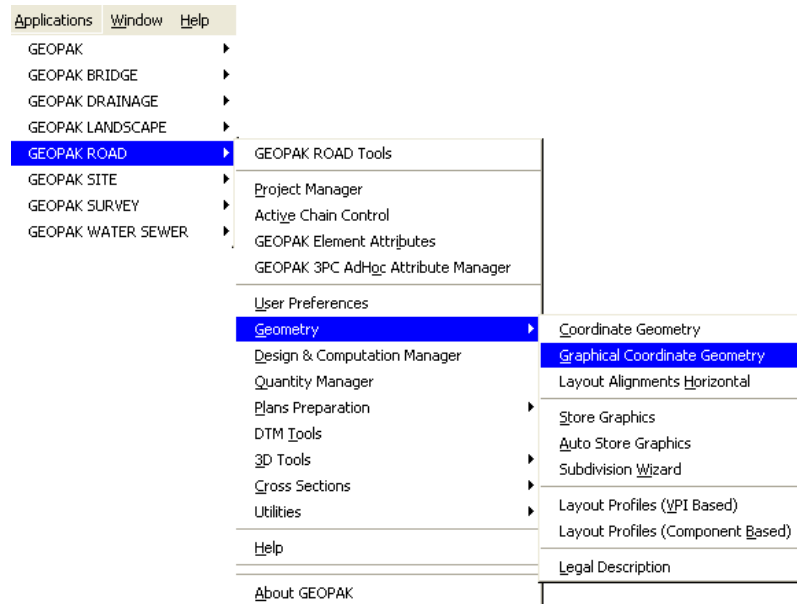 Applications Window Help
GEOPAK
GEOPAK BRIDGE
GEOPAK DRAINAGE
GEOPAK LANDSCAPE
GEOPAK ROAD
GEOPAK SITE
GEOPAK SURVEY
GEOPAK WATER SEWER
GEOPAK ROAD Tools
Project Manager
Active Chain Control
GEOPAK Element Attributes
GEOPAK 3PC AdHoc Attribute Manager
User Preferences
Geometry
Design & Computation Manager
Quantity Manager
Plans Preparation
DTM Tools
3D Tools
Cross Sections
Utilities
Help
About GEOPAK
Coordinate Geometry
Graphical Coordinate Geometry
Layout Alignments Horizontal
Store Graphics
Auto Store Graphics
Subdivision Wizard
Layout Profiles (VPI Based)
Layout Profiles (Component Based)
Legal Description